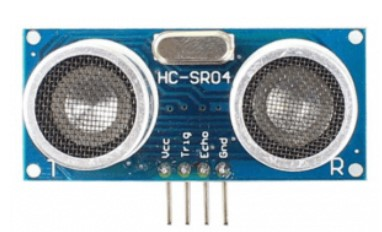 HC-SR04
Vcc
Trig
Echo
Gnd
T
R